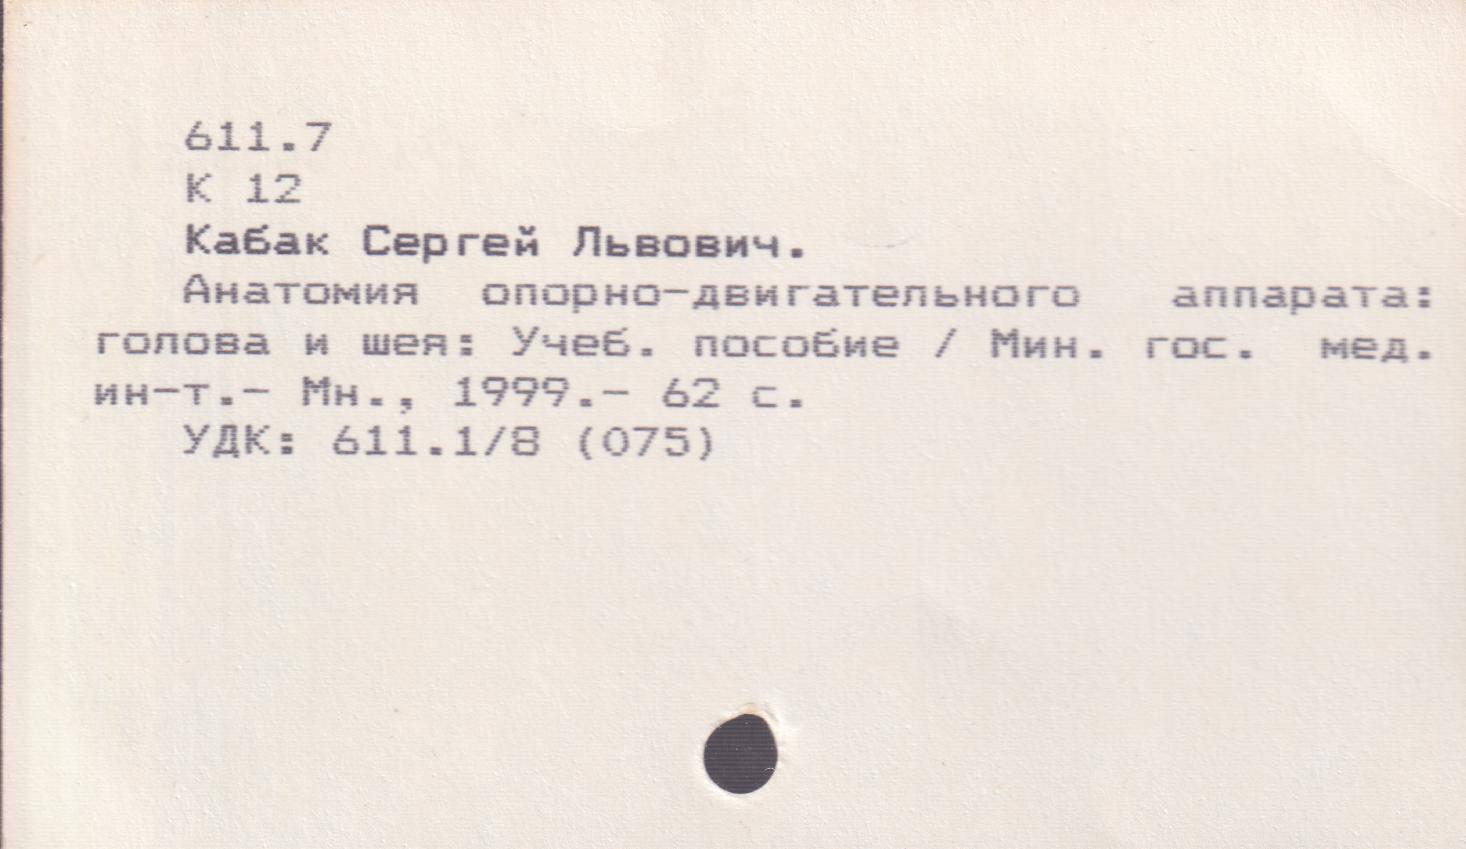 611.7
К 12
Кабак Сергей Львович.
Анатомия опорно-двигательного аппарата:
голова и шея: Учеб. пособие / Мин. гос. мед.
ин-т.- Мн., 1999.- 62 с.
УДК: 611.1/8 (075)